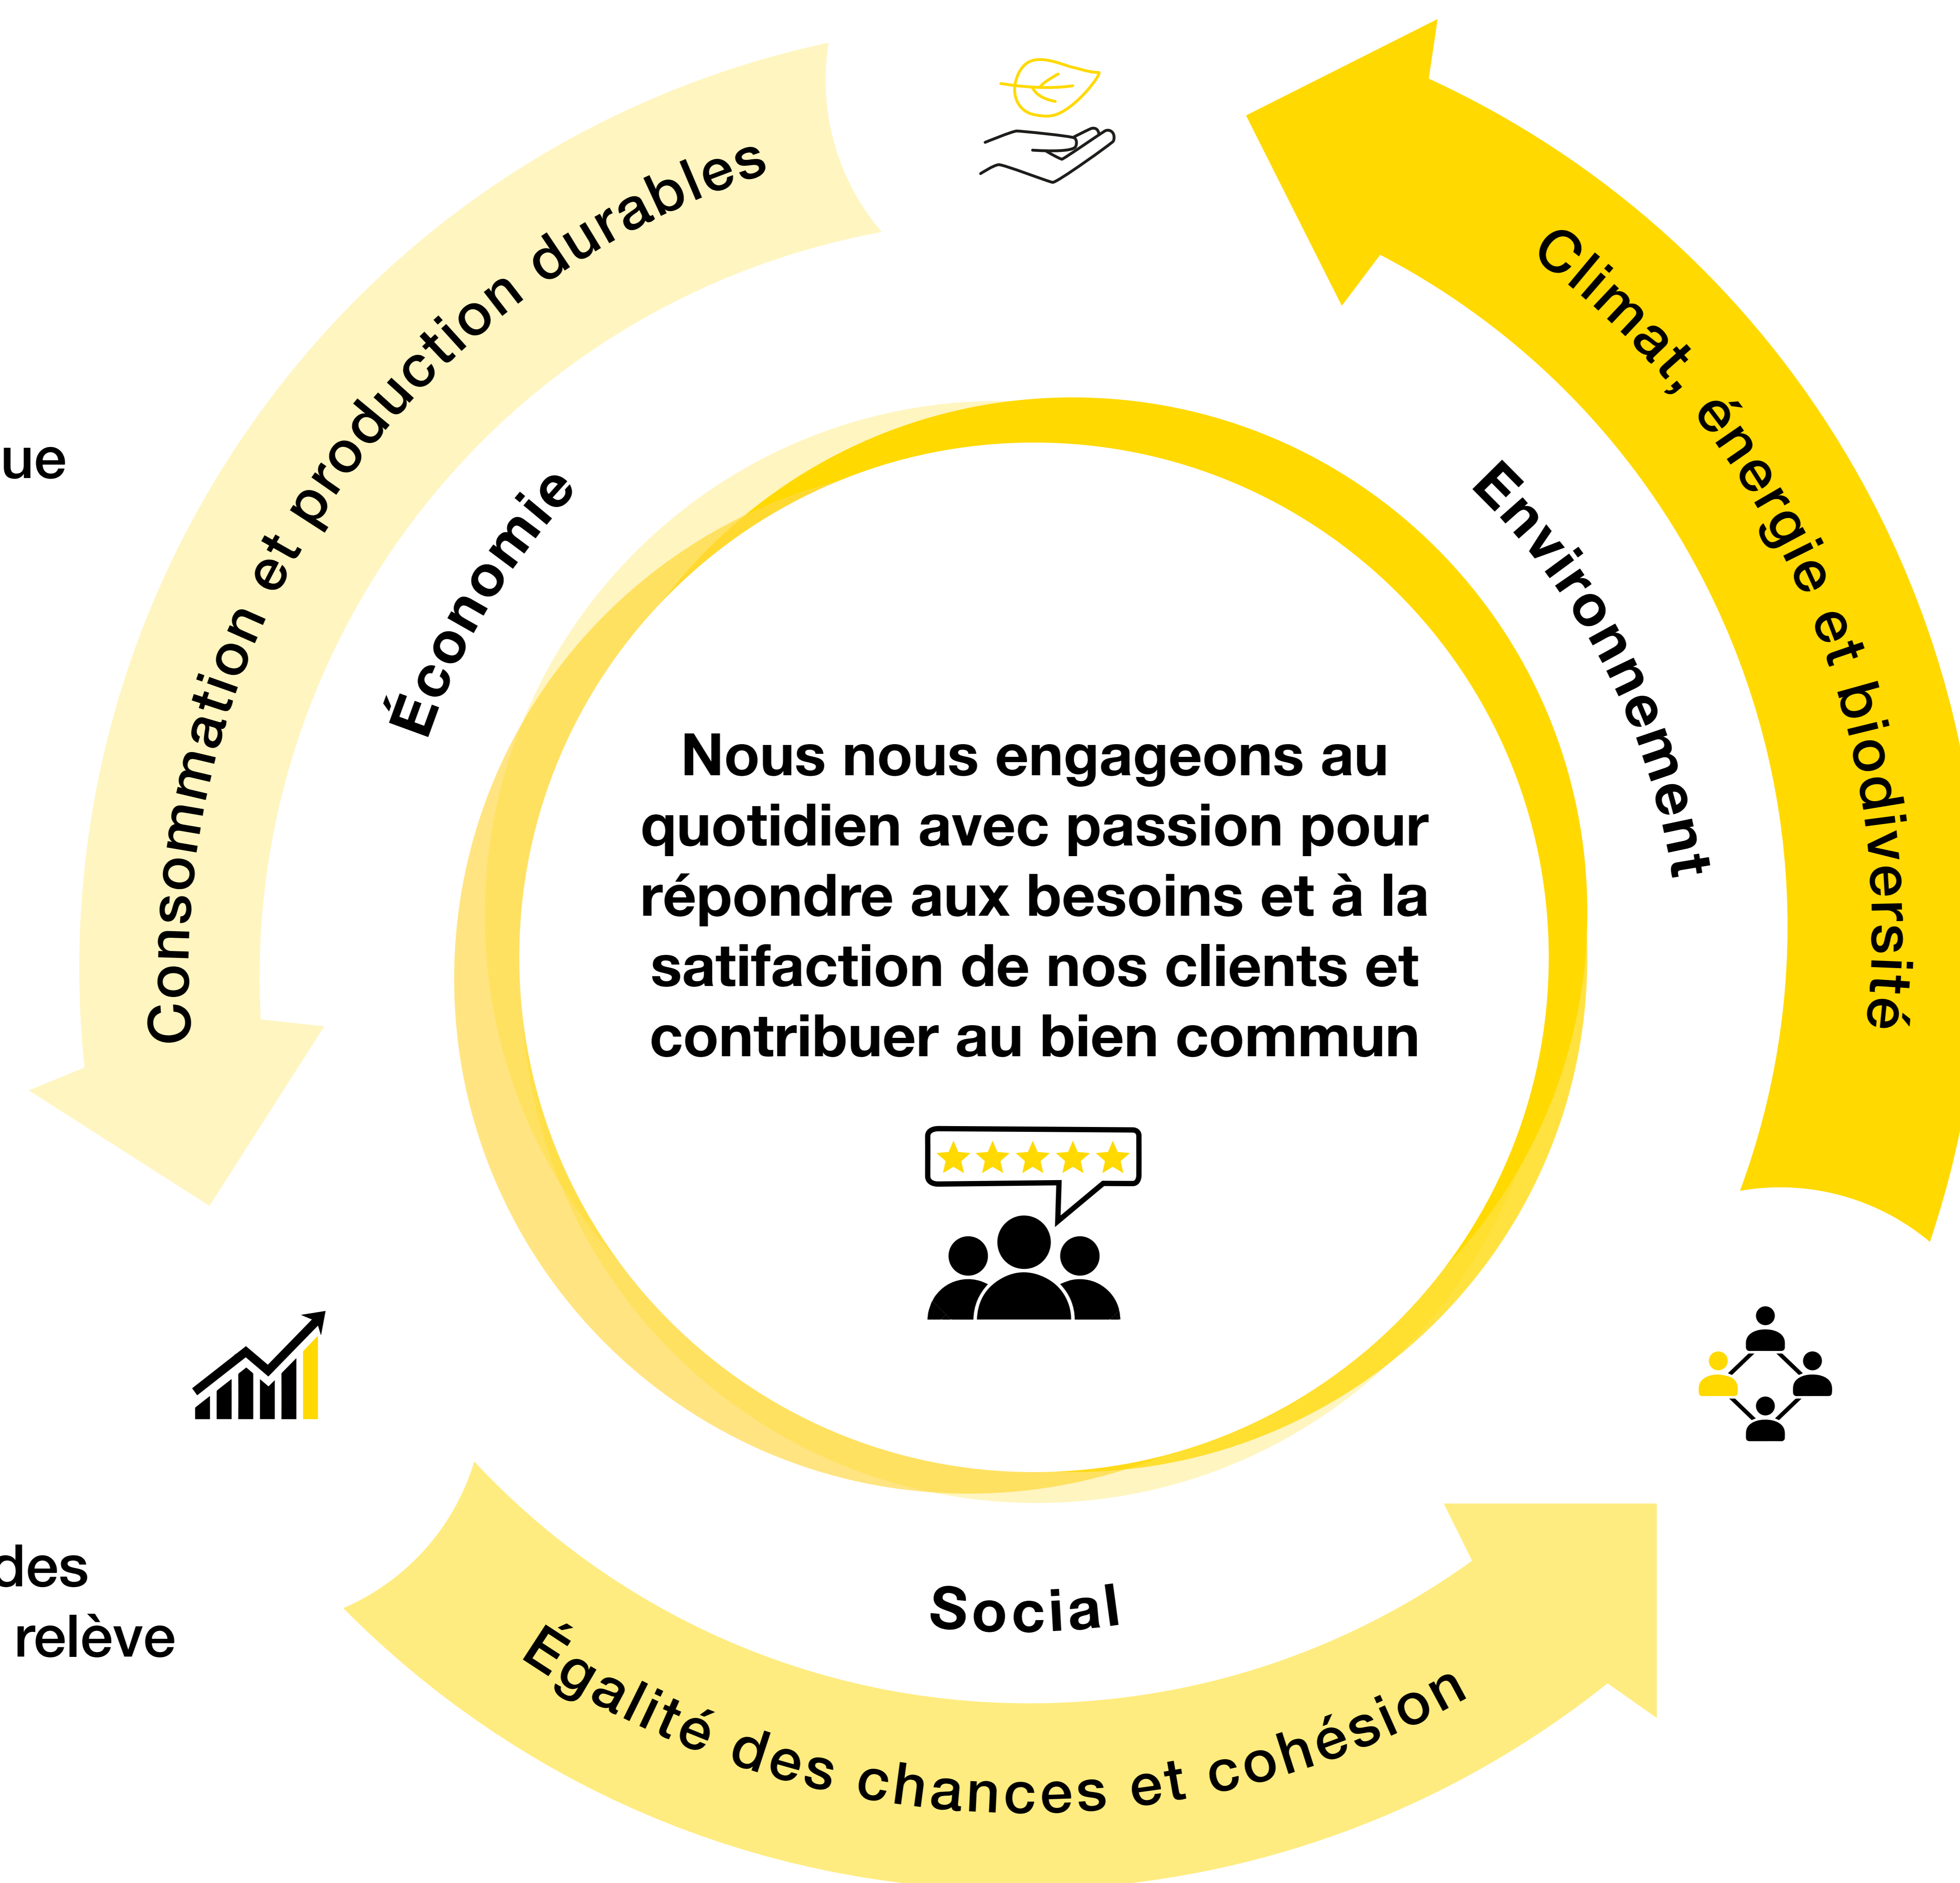 Consommation et production durables
Climat, énergie et biodiversité
ue
Économie
Environnement
Nous nous engageons au
quotidien avec passion pour
répondre aux besoins et à la
satifaction de nos clients et
contribuer au bien commun
des
relève
Social
Égalité des chances et cohésion